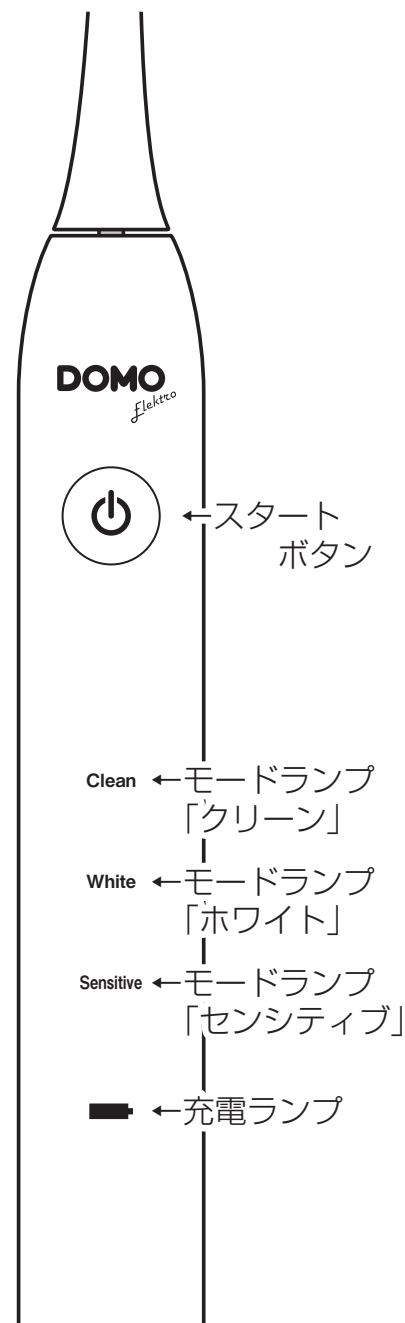 DOMO
Elektro
スタート
ボタン
Clean
モードランプ
「クリーン」
White
モードランプ
「ホワイト」
Sensitive
モードランプ
「センシティブ」
充電ランプ